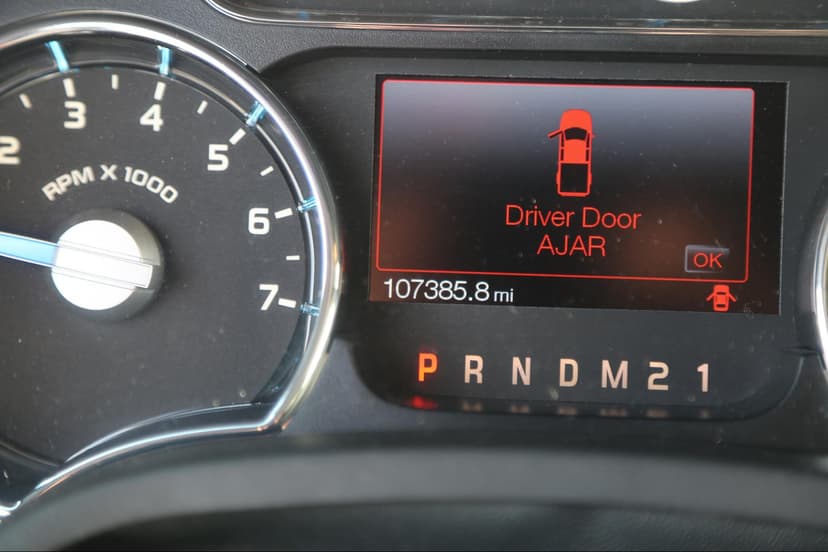 2
3
4
5
6
7
RPM X 1000
Driver Door
AJAR
OK
107385.8 mi
P R N D M 2 1